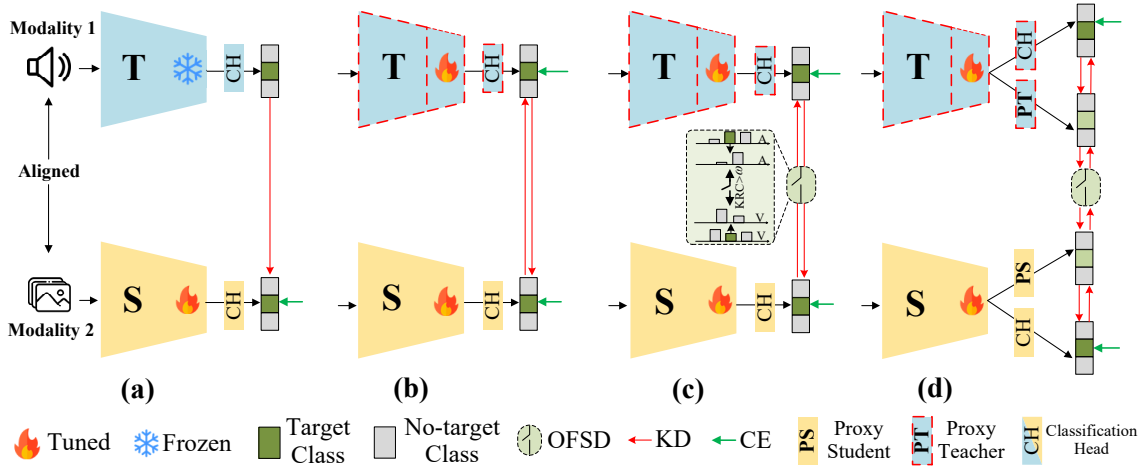 Modality 1
T
CH
T
CH
T
CH
T
CH
PT
A
A
KRC>ω
V
V
Aligned
S
CH
S
CH
S
CH
S
PS
CH
Modality 2
(a)
(b)
(c)
(d)
Tuned
Frozen
Target
Class
No-target
Class
OFSD
KD
CE
PS
Proxy
Student
PT
Proxy
Teacher
CH
Classification
Head